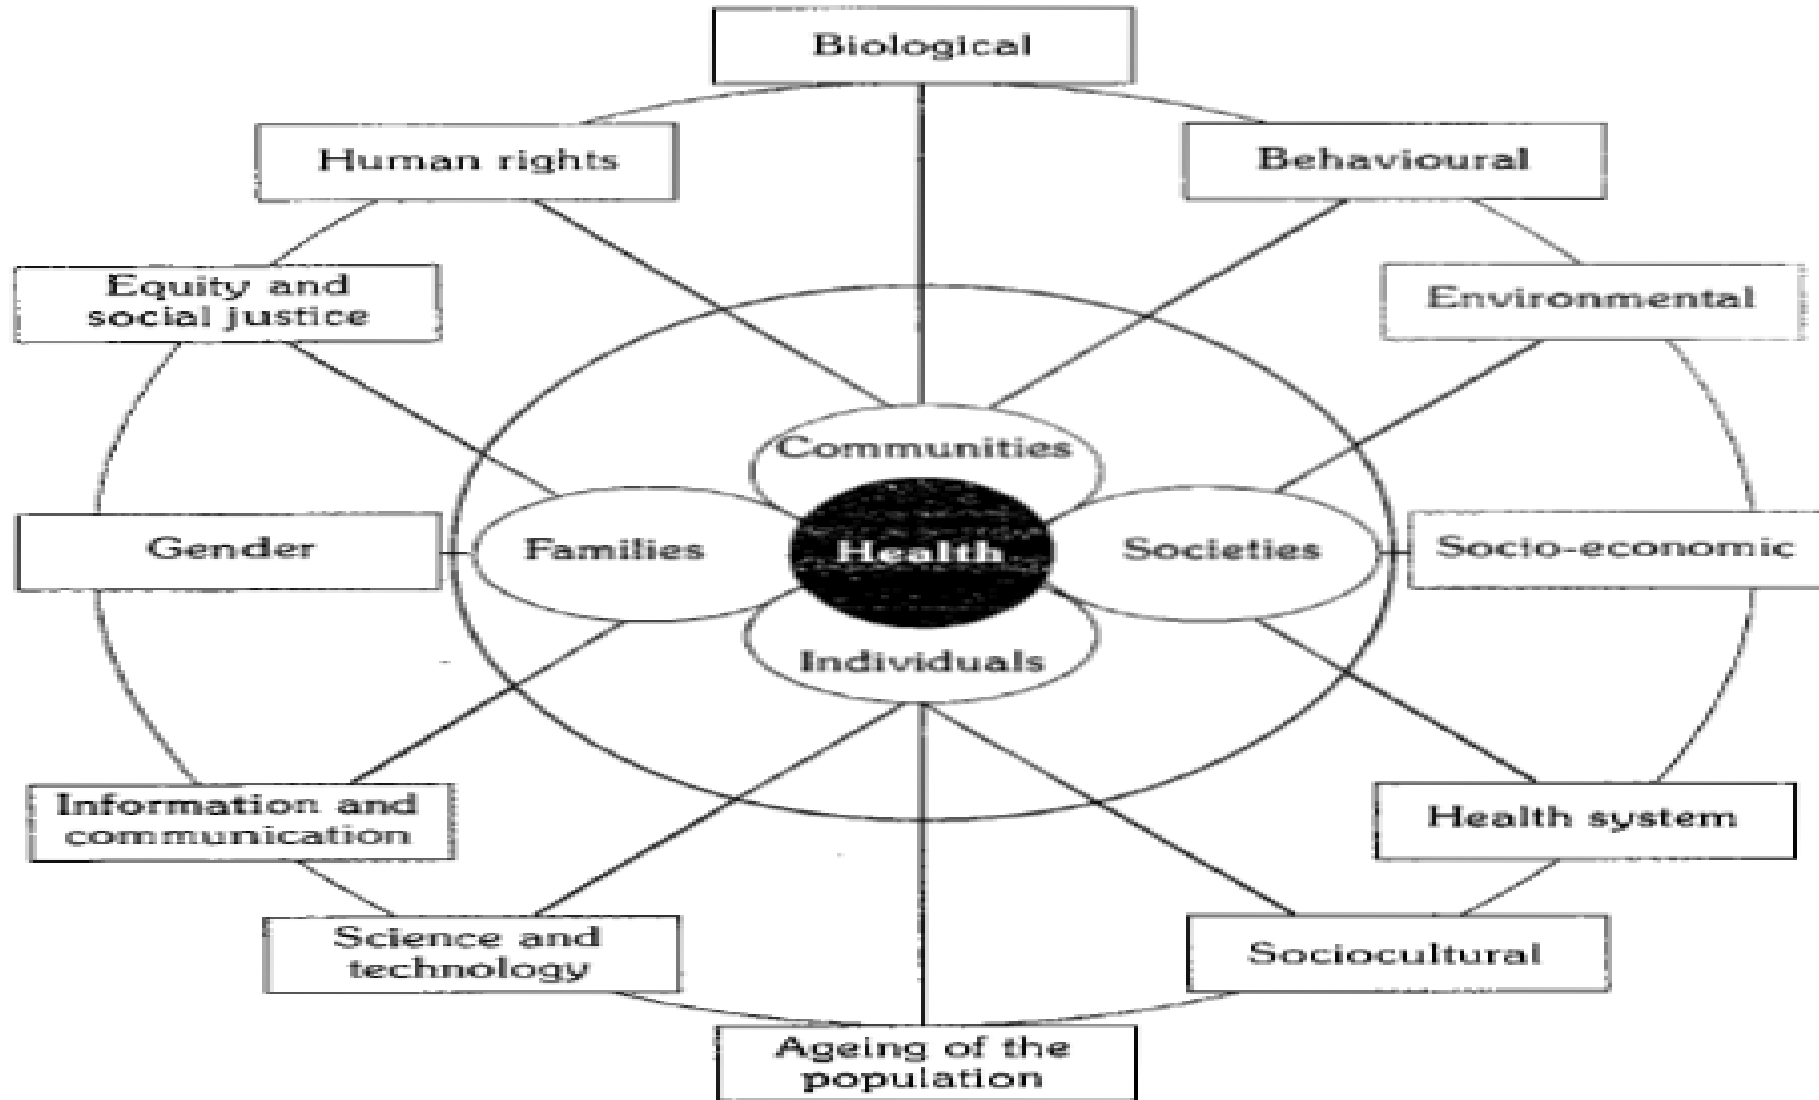 Biological
Human rights
Behavioural
Equity and
social justice
Environmental
Communities
Gender
Families
Health
Societies
Socio-economic
Individuals
Information and
communication
Health system
Science and
technology
Sociocultural
Ageing of the
population